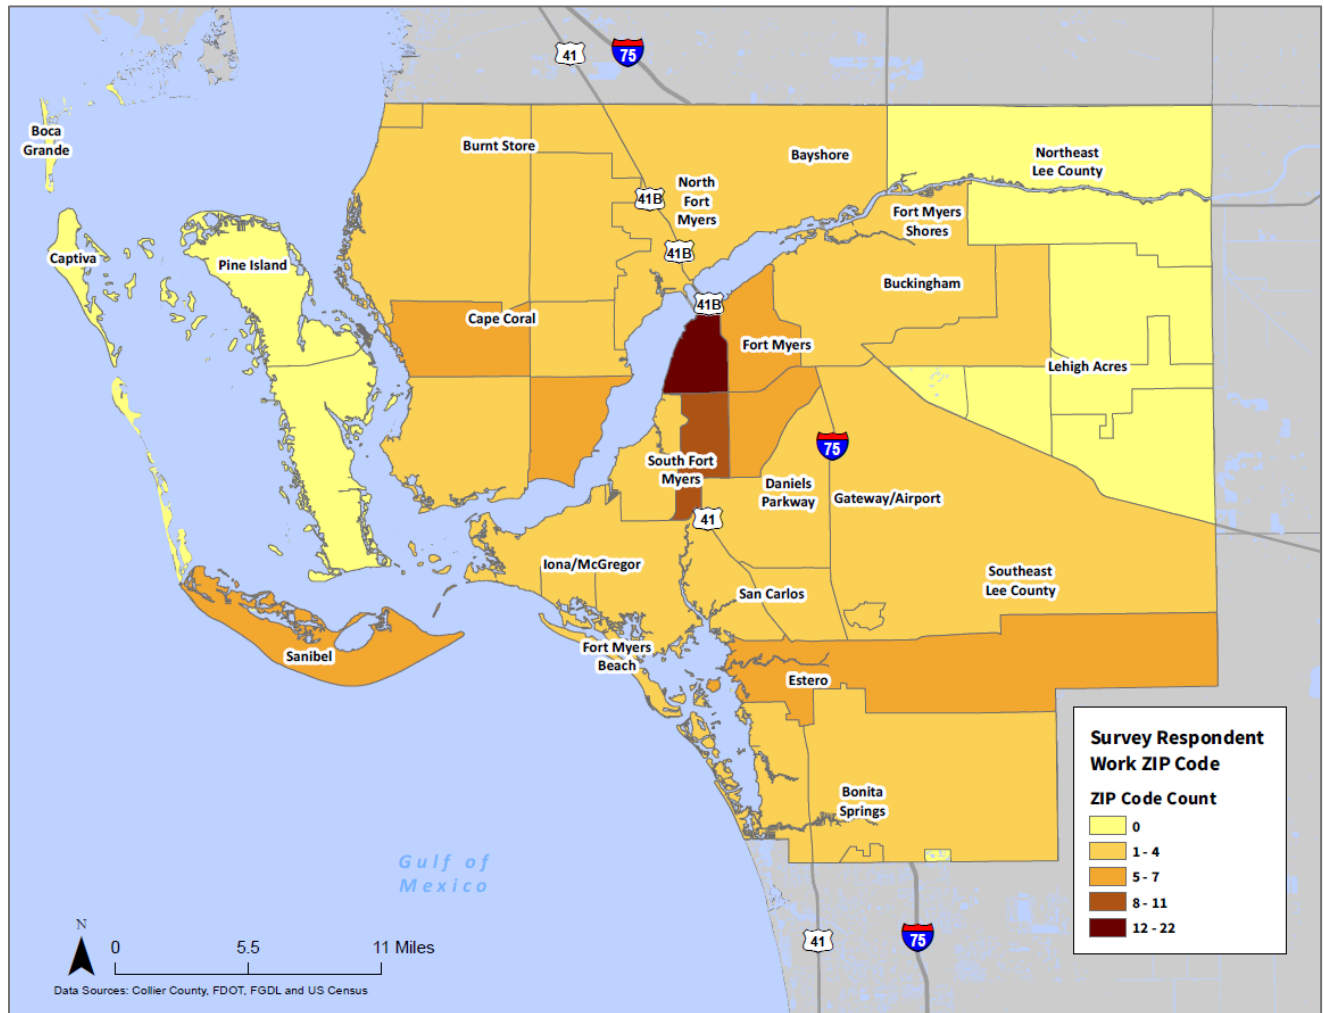 41
75
Boca
Grande
Burnt Store
Bayshore
Northeast
Lee County
North
Fort
Myers
41B
Fort Myers
Shores
Captiva
Pine Island
41B
Buckingham
41B
Cape Coral
Fort Myers
Lehigh Acres
75
South Fort
Myers
Daniels
Parkway
Gateway/Airport
41
Iona/McGregor
San Carlos
Southeast
Lee County
Sanibel
Fort Myers
Beach
Estero
Bonita
Springs
Gulf of
Mexico
Survey Respondent
Work ZIP Code
ZIP Code Count
0
1 - 4
5 - 7
8 - 11
12 - 22
N
0 5.5 11 Miles
Data Sources: Collier County, FDOT, FGDL and US Census
41
75